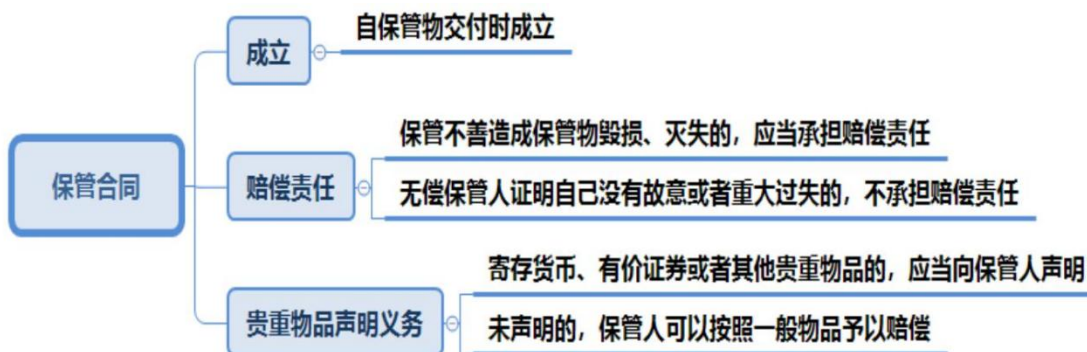 保管合同
成立
自保管物交付时成立
赔偿责任
保管不善造成保管物毁损、灭失的，应当承担赔偿责任
无偿保管人证明自己没有故意或者重大过失的，不承担赔偿责任
贵重物品声明义务
寄存货币、有价证券或者其他贵重物品的，应当向保管人声明
未声明的，保管人可以按照一般物品予以赔偿